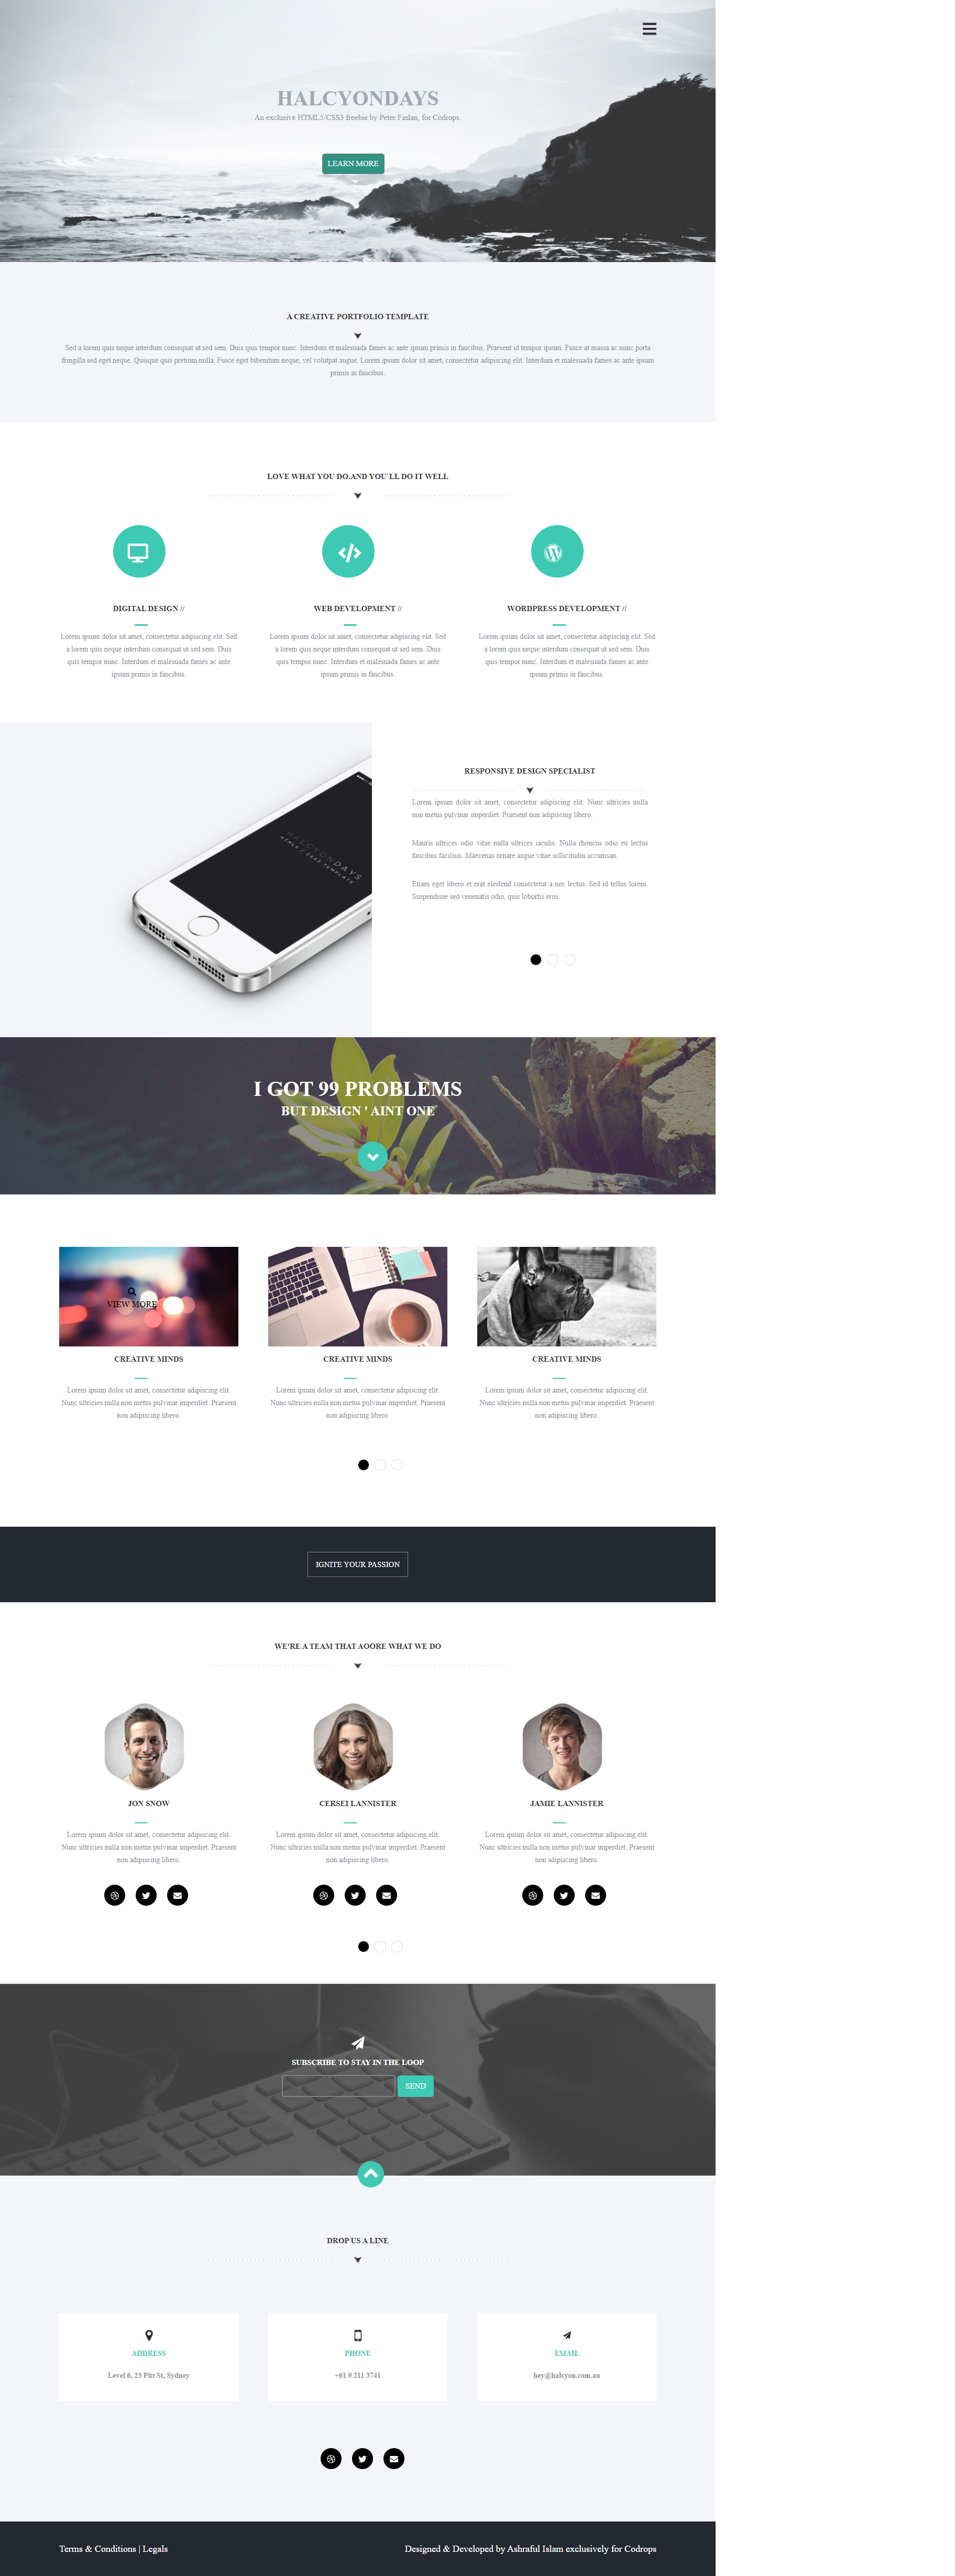 HALCYONDAYS
An exclusive HTML5/CSS3 freebie by Peter Finlan, for Codrops.
LEARN MORE
A CREATIVE PORTFOLIO TEMPLATE
Sed a lorem quis neque interdum consequat ut sed sem. Duis quis tempor nunc. Interdum et malesuada fames ac ante ipsum primis in faucibus. Praesent id tempor ipsum. Fusce at massa ac nunc porta
fringilla sed eget neque. Quisque quis pretium nulla. Fusce eget bibendum neque, vel volutpat augue. Lorem ipsum dolor sit amet, consectetur adipiscing elit. Interdum et malesuada fames ac ante ipsum
primis in faucibus.
LOVE WHAT YOU DO.AND YOU`LL DO IT WELL
DIGITAL DESIGN //
Lorem ipsum dolor sit amet, consectetur adipiscing elit. Sed
a lorem quis neque interdum consequat ut sed sem. Duis
quis tempor nunc. Interdum et malesuada fames ac ante
ipsum primis in faucibus.
WEB DEVELOPMENT //
Lorem ipsum dolor sit amet, consectetur adipiscing elit. Sed
a lorem quis neque interdum consequat ut sed sem. Duis
quis tempor nunc. Interdum et malesuada fames ac ante
ipsum primis in faucibus.
WORDPRESS DEVELOPMENT //
Lorem ipsum dolor sit amet, consectetur adipiscing elit. Sed
a lorem quis neque interdum consequat ut sed sem. Duis
quis tempor nunc. Interdum et malesuada fames ac ante
ipsum primis in faucibus.
HALCYONDAYS
HTML5 / CSS3 TEMPLATE
RESPONSIVE DESIGN SPECIALIST
Lorem ipsum dolor sit amet, consectetur adipiscing elit. Nunc ultricies nulla
non metus pulvinar imperdiet. Praesent non adipiscing libero.
Mauris ultrices odio vitae nulla ultrices iaculis. Nulla rhoncus odio eu lectus
faucibus facilisis. Maecenas ornare augue vitae sollicitudin accumsan.
Etiam eget libero et erat eleifend consectetur a nec lectus. Sed id tellus lorem.
Suspendisse sed venenatis odio, quis lobortis eros.
I GOT 99 PROBLEMS
BUT DESIGN ' AINT ONE
VIEW MORE
CREATIVE MINDS
Lorem ipsum dolor sit amet, consectetur adipiscing elit.
Nunc ultricies nulla non metus pulvinar imperdiet. Praesent
non adipiscing libero.
CREATIVE MINDS
Lorem ipsum dolor sit amet, consectetur adipiscing elit.
Nunc ultricies nulla non metus pulvinar imperdiet. Praesent
non adipiscing libero.
CREATIVE MINDS
Lorem ipsum dolor sit amet, consectetur adipiscing elit.
Nunc ultricies nulla non metus pulvinar imperdiet. Praesent
non adipiscing libero.
IGNITE YOUR PASSION
WE'RE A TEAM THAT AOORE WHAT WE DO
JON SNOW
Lorem ipsum dolor sit amet, consectetur adipiscing elit.
Nunc ultricies nulla non metus pulvinar imperdiet. Praesent
non adipiscing libero.
CERSEI LANNISTER
Lorem ipsum dolor sit amet, consectetur adipiscing elit.
Nunc ultricies nulla non metus pulvinar imperdiet. Praesent
non adipiscing libero.
JAMIE LANNISTER
Lorem ipsum dolor sit amet, consectetur adipiscing elit.
Nunc ultricies nulla non metus pulvinar imperdiet. Praesent
non adipiscing libero.
SUBSCRIBE TO STAY IN THE LOOP
SEND
DROP US A LINE
ADDRESS
Level 6, 23 Pitt St, Sydney
PHONE
+61 9 211 3741
EMAIL
hey@halcyon.com.au
Terms & Conditions | Legals
Designed & Developed by Ashraful Islam exclusively for Codrops